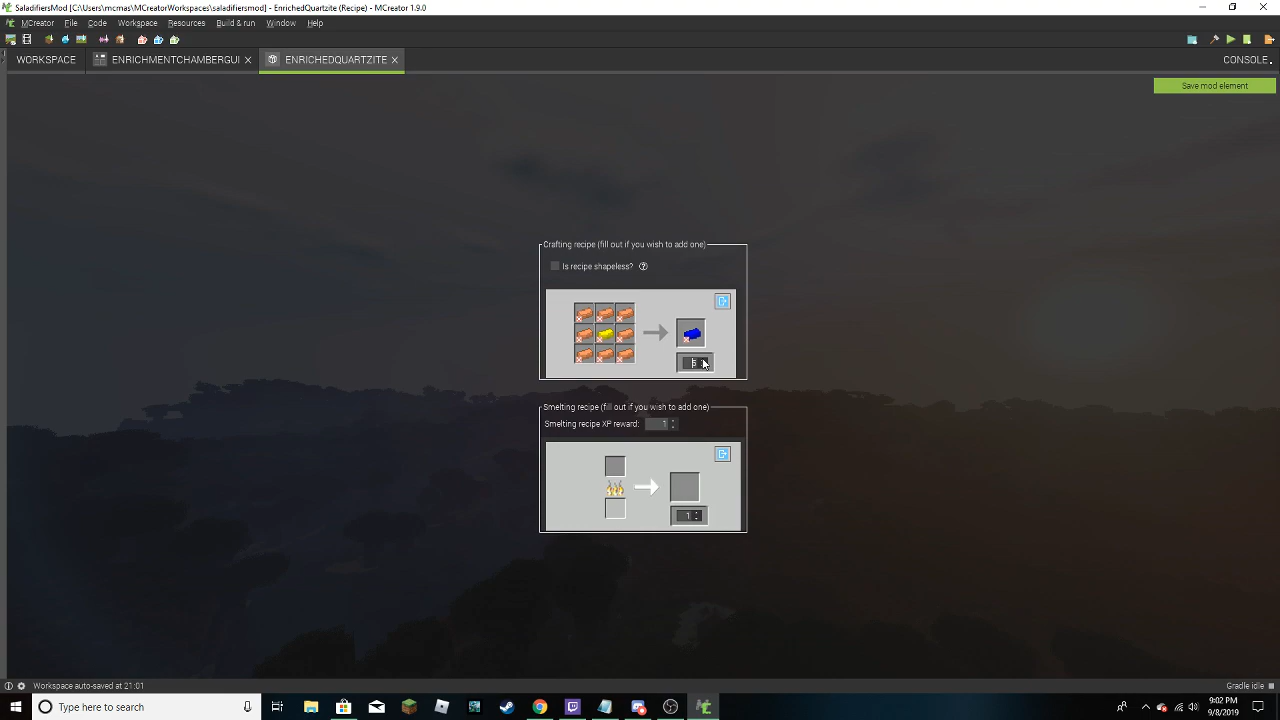 SaladifiersMod [C:\Users\mcmas\MCreatorWorkspaces\saladifiersmod] - EnrichedQuartzite (Recipe) - MCreator 1.9.0
MCreator File Code Workspace Resources Build & run Window Help
WORKSPACE ENRICHMENTCHAMBERGUI ENRICHEDQUARTZITE CONSOLE
Save mod element
Crafting recipe (fill out if you wish to add one)
Is recipe shapeless?
Smelting recipe (fill out if you wish to add one)
Smelting recipe XP reward: 1
1
Workspace auto-saved at 21:01 Gradle idle
Type here to search
9:02 PM
9/8/2019